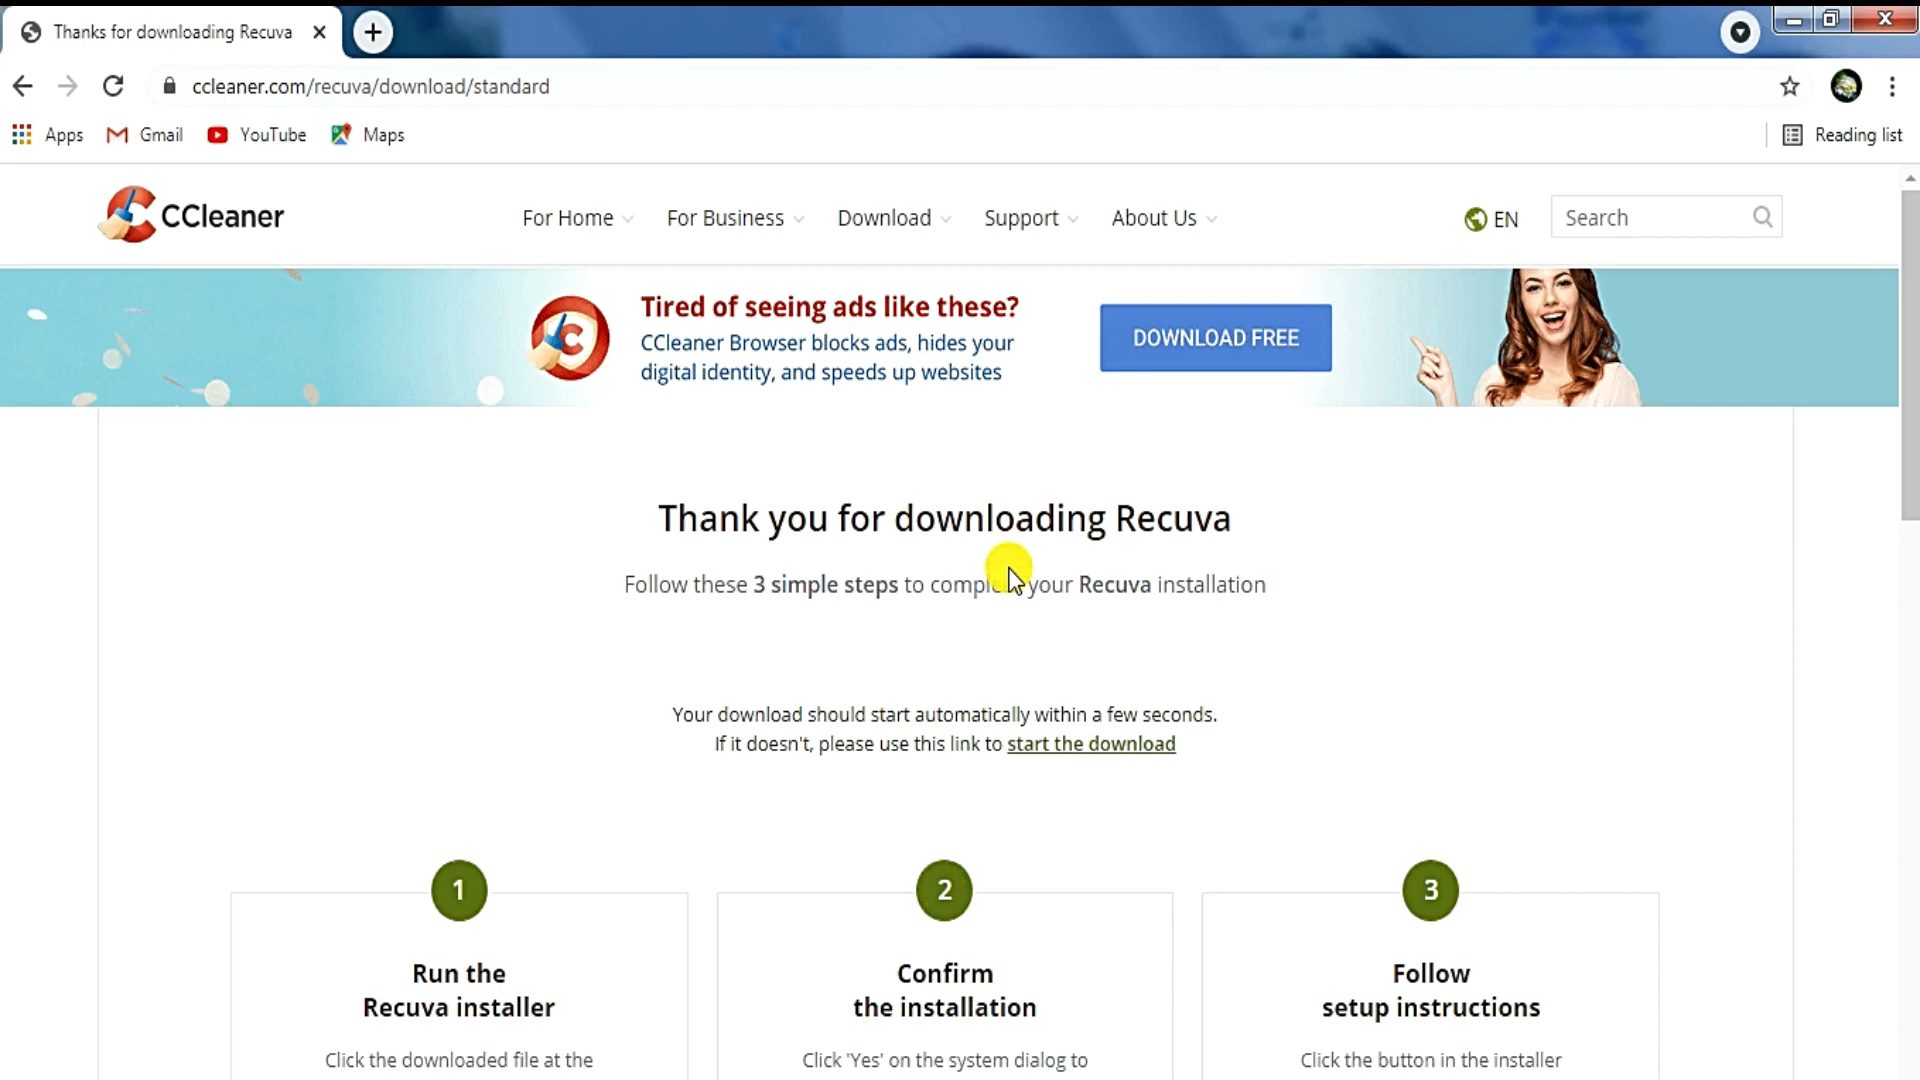 Thanks for downloading Recuva
ccleaner.com/recuva/download/standard
Apps Gmail YouTube Maps Reading list
CCleaner For Home For Business Download Support About Us EN Search
Tired of seeing ads like these?
CCleaner Browser blocks ads, hides your
digital identity, and speeds up websites
DOWNLOAD FREE
Thank you for downloading Recuva
Follow these 3 simple steps to your Recuva installation
Your download should start automatically within a few seconds.
If it doesn't, please use this link to start the download
1
Run the
Recuva installer
Click the downloaded file at the
2
Confirm
the installation
Click 'Yes' on the system dialog to
3
Follow
setup instructions
Click the button in the installer